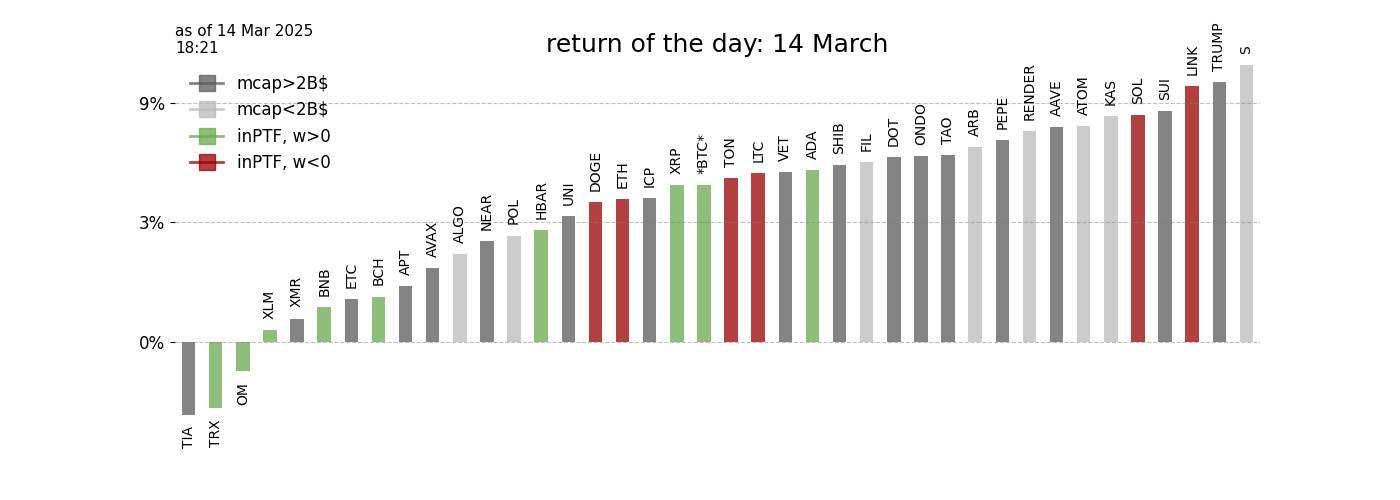 as of 14 Mar 2025
18:21
return of the day: 14 March
mcap>2B$
mcap<2B$
inPTF, w>0
inPTF, w<0
9%
3%
0%
TIA
TRX
OM
XLM
XMR
BNB
ETC
BCH
APT
AVAX
ALGO
NEAR
POL
HBAR
UNI
DOGE
ETH
ICP
XRP
*BTC*
TON
LTC
VET
ADA
SHIB
FIL
DOT
ONDO
TAO
ARB
PEPE
RENDER
AAVE
ATOM
KAS
SOL
SUI
LINK
TRUMP
S